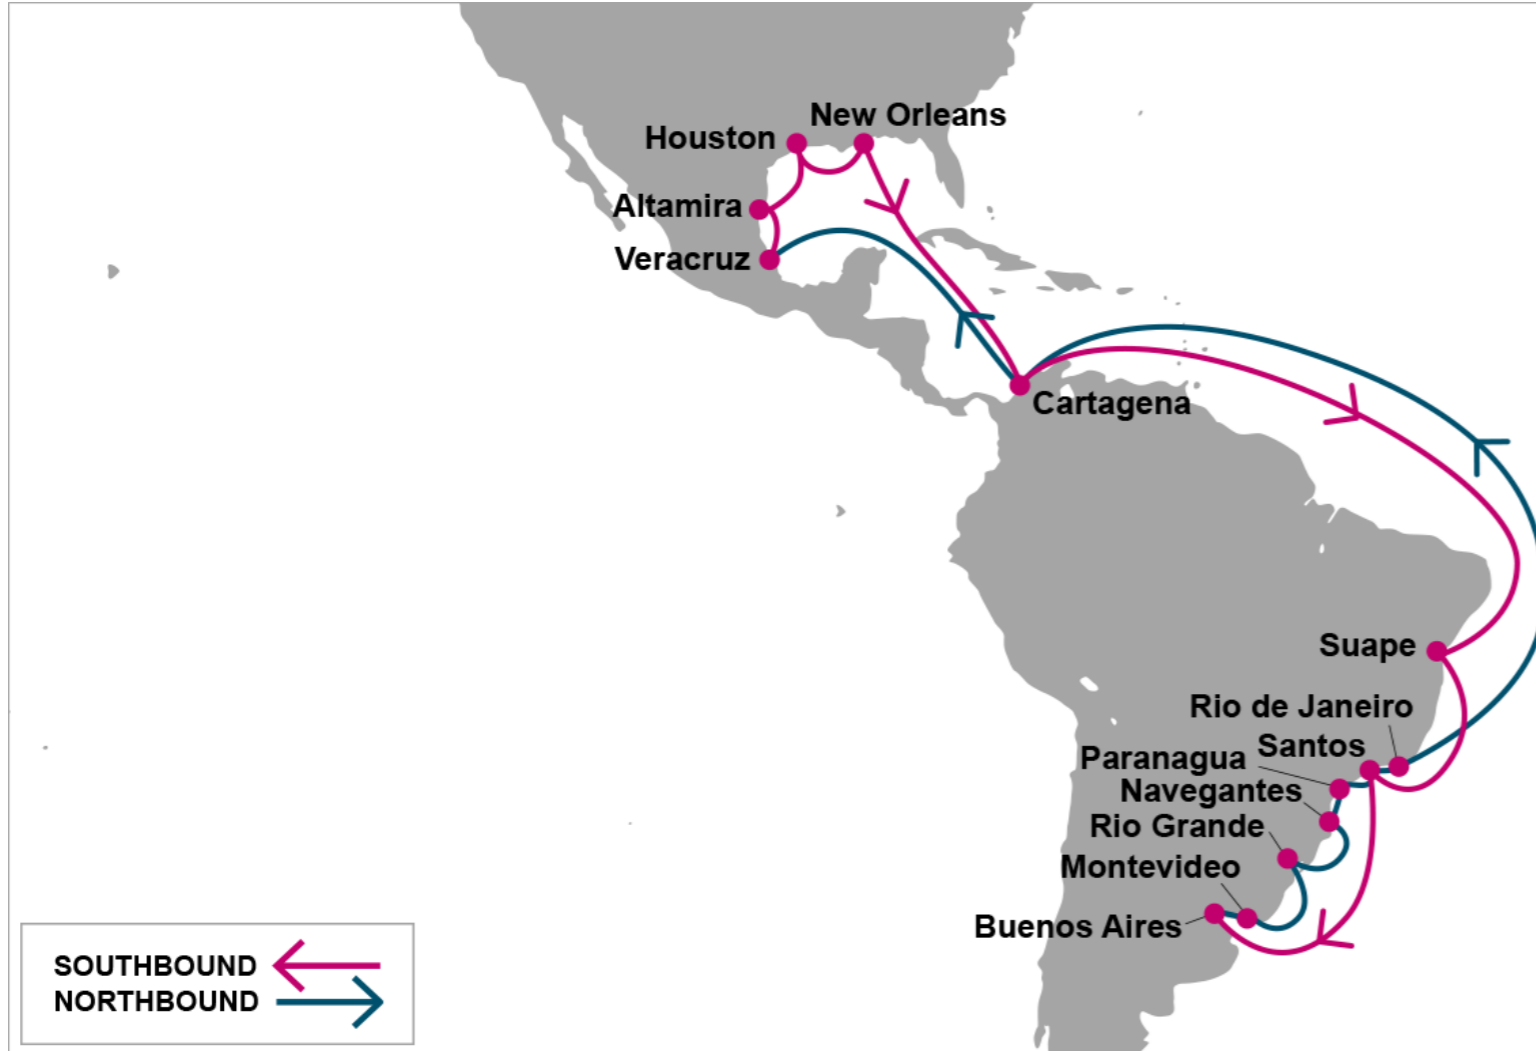 New Orleans
Houston
Altamira
Veracruz
Cartagena
Suape
Rio de Janeiro
Santos
Paranagua
Navegantes
Rio Grande
Montevideo
Buenos Aires
SOUTHBOUND
NORTHBOUND